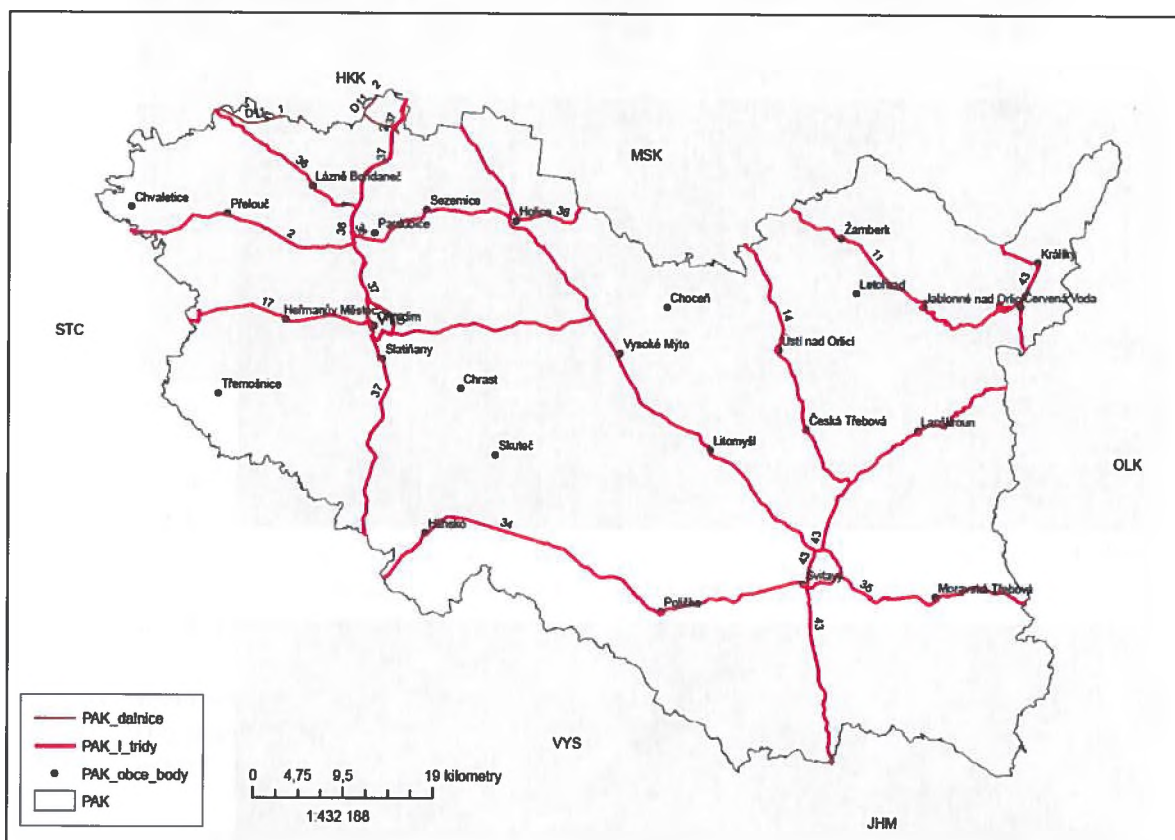 HKK
MSK
STC
OLK
VYS
JHM
D11
2
D11
37
36
Lázně Bohdaneč
Chvaletice
Přelouč
Sezemice
Pardubice
36
Holice
36
2
37
17
Heřmanův Městec
Chrudim
Slatiňany
37
Třemošnice
Chrast
Skuteč
Hlinsko
34
Choceň
Vysoké Mýto
Litomyšl
14
Ústí nad Orlicí
Česká Třebová
Žamberk
11
Letohrad
Jablonné nad Orlicí
Králíky
43
Červená Voda
Lanškroun
43
43
Svitavy
35
Moravská Třebová
Polička
43
PAK_dalnice
PAK_I_tridy
PAK_obce_body
PAK
0 4,75 9,5 19 kilometry
1:432 188